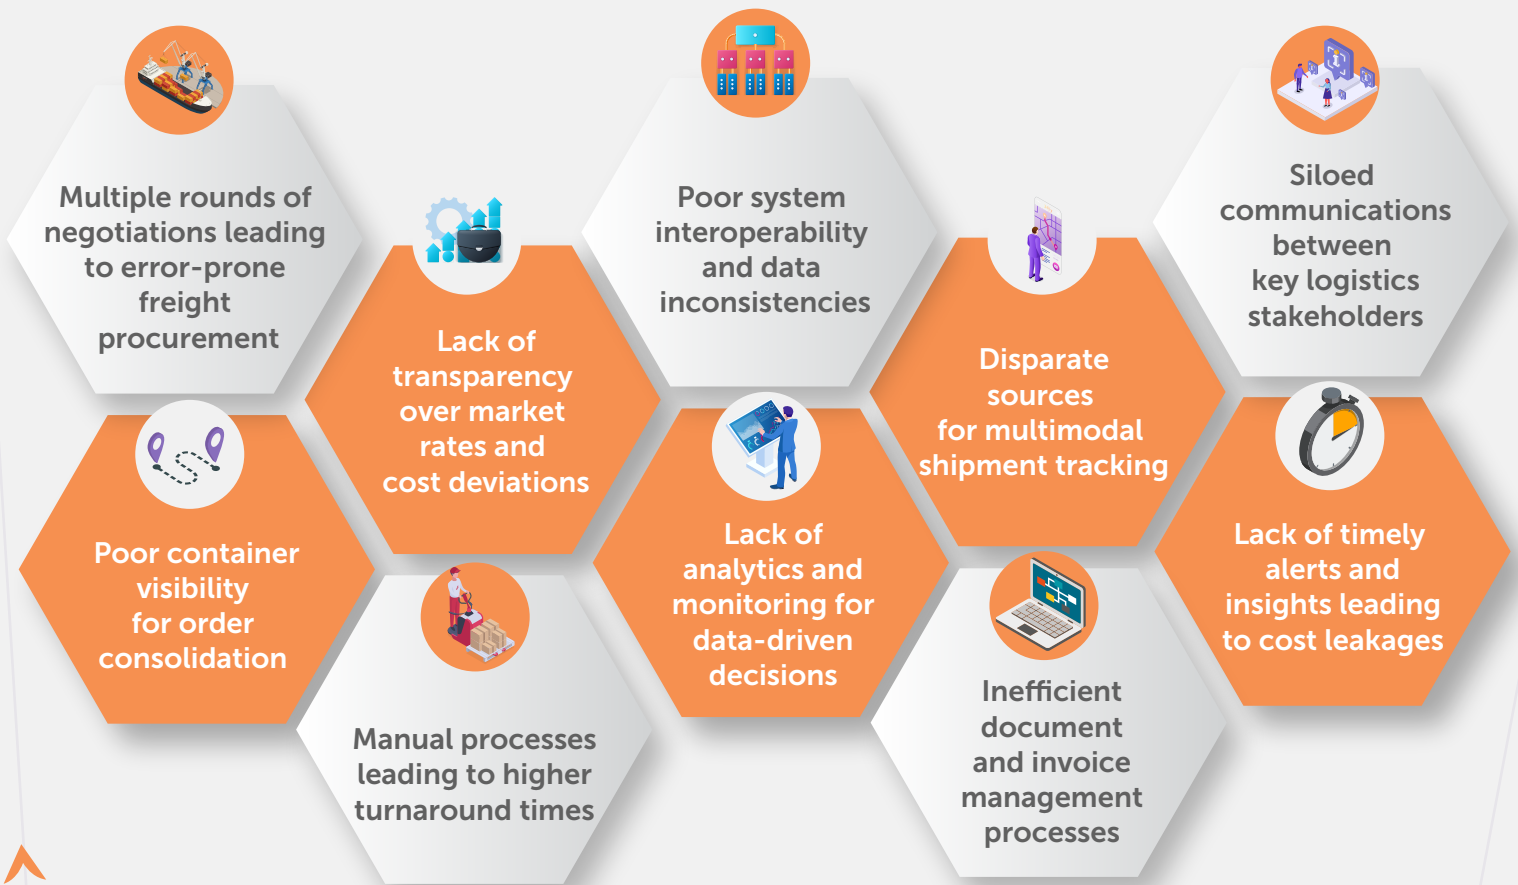 Multiple rounds of
negotiations leading
to error-prone
freight
procurement
Lack of
transparency
over market
rates and
cost deviations
Poor system
interoperability
and data
inconsistencies
Disparate
sources
for multimodal
shipment tracking
Siloed
communications
between
key logistics
stakeholders
Poor container
visibility
for order
consolidation
Manual processes
leading to higher
turnaround times
Lack of
analytics and
monitoring for
data-driven
decisions
Inefficient
document
and invoice
management
processes
Lack of timely
alerts and
insights leading
to cost leakages